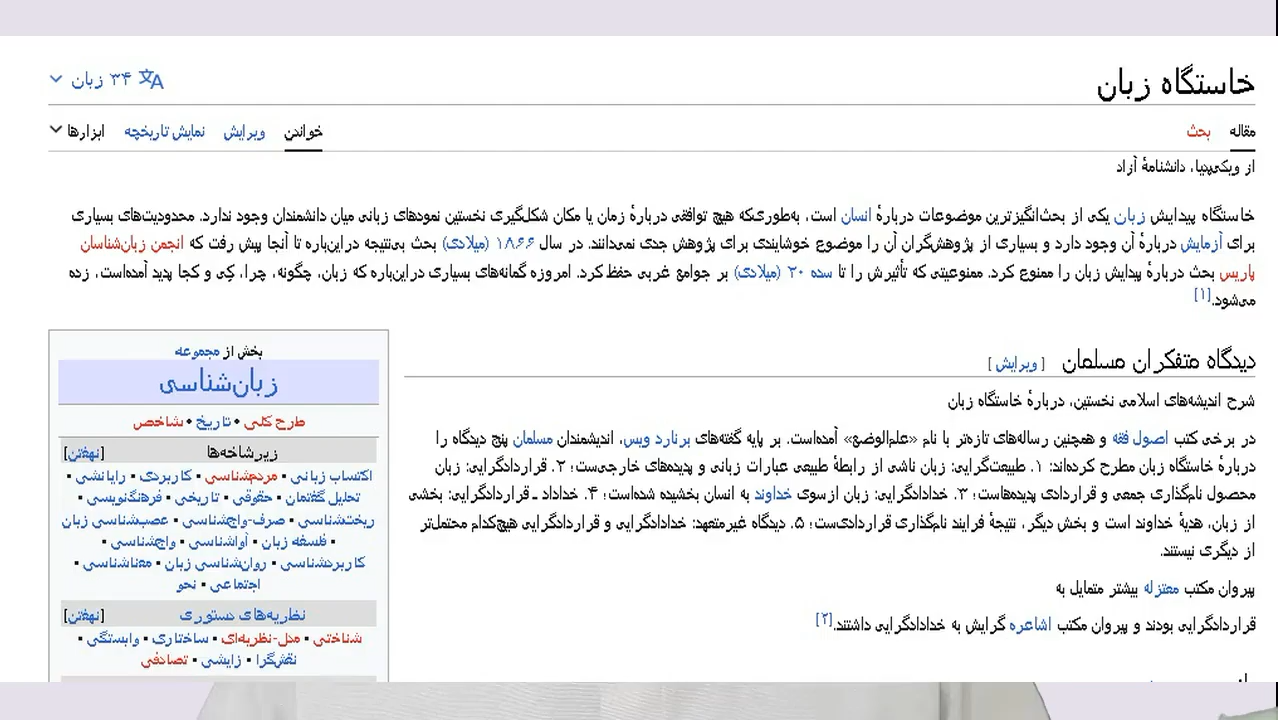 خاستگاه زبان
۳۴ زبان
مقاله بحث
خواندن ویرایش نمایش تاریخچه ابزارها
از ویکی‌پدیا، دانشنامهٔ آزاد
خاستگاه پیدایش زبان یکی از بحث‌انگیزترین موضوعات دربارهٔ انسان است، به‌طوری‌که هیچ توافقی دربارهٔ زمان یا مکان شکل‌گیری نخستین نمودهای زبانی میان دانشمندان وجود ندارد. محدودیت‌های بسیاری
برای آزمایش دربارهٔ آن وجود دارد و بسیاری از پژوهش‌گران آن را موضوع خوشایندی برای پژوهش جدی نمی‌دانند. در سال ۱۸۶۶ (میلادی) بحث بی‌نتیجه دراین‌باره تا آنجا پیش رفت که انجمن زبان‌شناسان
پاریس بحث دربارهٔ پیدایش زبان را ممنوع کرد. ممنوعیتی که تأثیرش را تا سده ۲۰ (میلادی) بر جوامع غربی حفظ کرد. امروزه گمانه‌های بسیاری دراین‌باره که زبان، چگونه، چرا، کِی و کجا پدید آمده‌است، زده
می‌شود.[۱]
دیدگاه متفکران مسلمان [ویرایش]
شرح اندیشه‌های اسلامی نخستین، دربارهٔ خاستگاه زبان
در برخی کتب اصول فقه و همچنین رساله‌های تازه‌تر با نام «علم‌الوضع» آمده‌است. بر پایه گفته‌های برنارد ویس، اندیشمندان مسلمان پنج دیدگاه را
دربارهٔ خاستگاه زبان مطرح کرده‌اند: ۱. طبیعت‌گرایی: زبان ناشی از رابطهٔ طبیعی عبارات زبانی و پدیده‌های خارجی‌ست؛ ۲. قراردادگرایی: زبان
محصول نام‌گذاری جمعی و قراردادی پدیده‌هاست؛ ۳. خدادادگرایی: زبان ازسوی خداوند به انسان بخشیده شده‌است؛ ۴. خداداد ـ قراردادگرایی: بخشی
از زبان، هدیهٔ خداوند است و بخش دیگر، نتیجهٔ فرایند نام‌گذاری قراردادی‌ست؛ ۵. دیدگاه غیرمتعهد: خدادادگرایی و قراردادگرایی هیچ‌کدام محتمل‌تر
از دیگری نیستند.
پیروان مکتب معتزله بیشتر متمایل به
قراردادگرایی بودند و پیروان مکتب اشاعره گرایش به خدادادگرایی داشتند.[۲]
بخش از مجموعه
زبان‌شناسی
طرح کلی • تاریخ • شاخص
زیرشاخه‌ها [نهفتن]
اکتساب زبانی ▪ مردم‌شناسی ▪ کاربردی ▪ رایانشی ▪
تحلیل گفتمان ▪ حقوقی ▪ تاریخی ▪ فرهنگ‌نویسی ▪
ریخت‌شناسی ▪ صرف-واج‌شناسی ▪ عصب‌شناسی زبان
▪ فلسفه زبان ▪ آواشناسی ▪ واج‌شناسی ▪
کاربردشناسی ▪ روان‌شناسی زبان ▪ معناشناسی ▪
اجتماعی ▪ نحو
نظریه‌های دستوری [نهفتن]
شناختی ▪ مدل-نظریه‌ای ▪ ساختاری ▪ وابستگی ▪
نقش‌گرا ▪ زایشی ▪ تصادفی